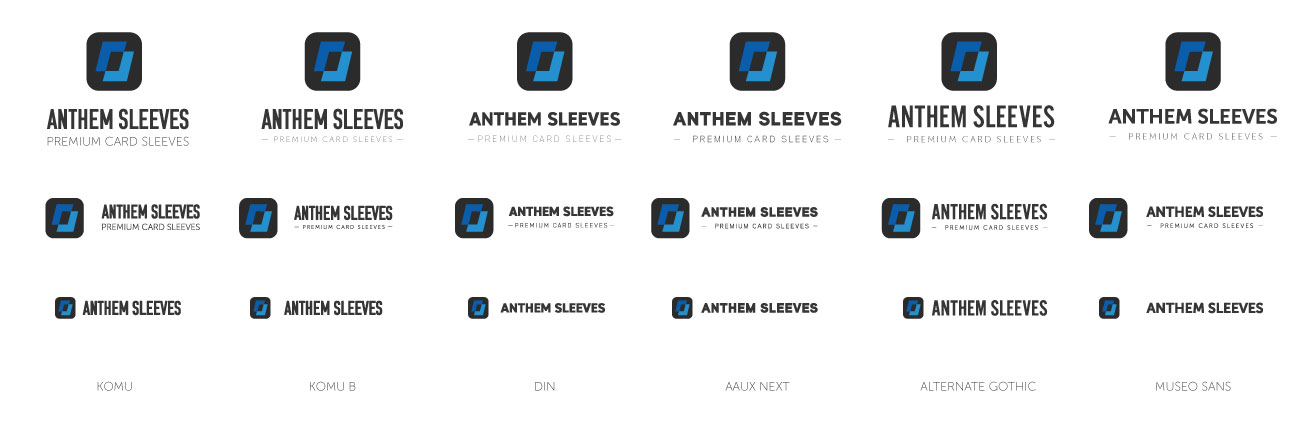 ANTHEM SLEEVES
PREMIUM CARD SLEEVES
ANTHEM SLEEVES
— PREMIUM CARD SLEEVES —
ANTHEM SLEEVES
— PREMIUM CARD SLEEVES —
ANTHEM SLEEVES
— PREMIUM CARD SLEEVES —
ANTHEM SLEEVES
— PREMIUM CARD SLEEVES —
ANTHEM SLEEVES
— PREMIUM CARD SLEEVES —
ANTHEM SLEEVES
PREMIUM CARD SLEEVES
ANTHEM SLEEVES
— PREMIUM CARD SLEEVES —
ANTHEM SLEEVES
— PREMIUM CARD SLEEVES —
ANTHEM SLEEVES
— PREMIUM CARD SLEEVES —
ANTHEM SLEEVES
— PREMIUM CARD SLEEVES —
ANTHEM SLEEVES
— PREMIUM CARD SLEEVES —
ANTHEM SLEEVES
ANTHEM SLEEVES
ANTHEM SLEEVES
ANTHEM SLEEVES
ANTHEM SLEEVES
ANTHEM SLEEVES
KOMU
KOMU B
DIN
AAUX NEXT
ALTERNATE GOTHIC
MUSEO SANS